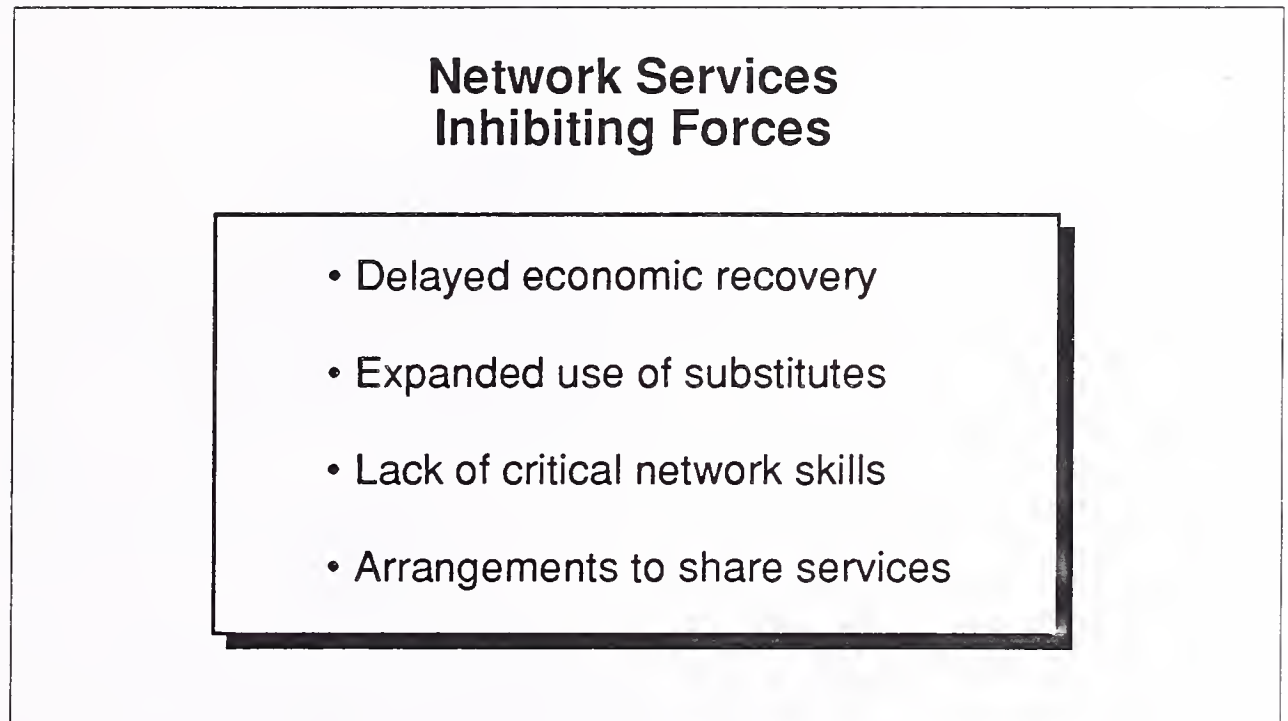 Network Services
Inhibiting Forces
• Delayed economic recovery
• Expanded use of substitutes
• Lack of critical network skills
• Arrangements to share services